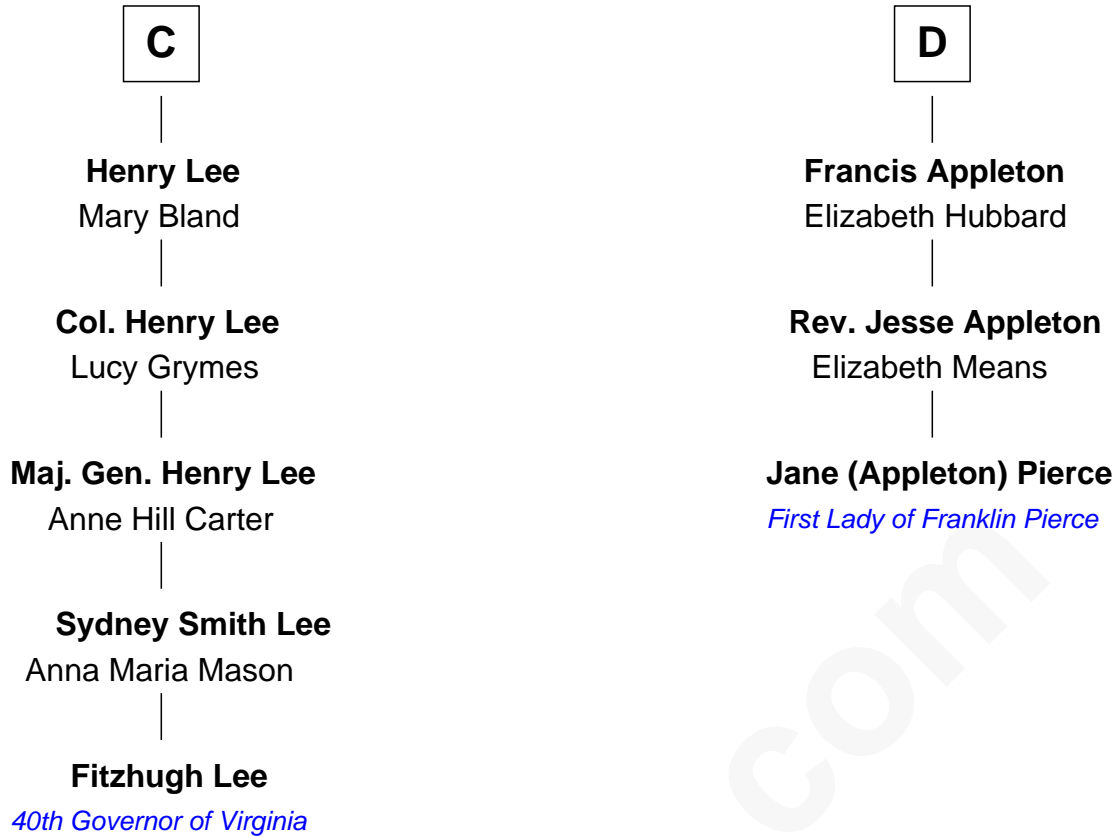 C
Henry Lee
Mary Bland
Col. Henry Lee
Lucy Grymes
Maj. Gen. Henry Lee
Anne Hill Carter
Sydney Smith Lee
Anna Maria Mason
Fitzhugh Lee
40th Governor of Virginia
D
Francis Appleton
Elizabeth Hubbard
Rev. Jesse Appleton
Elizabeth Means
Jane (Appleton) Pierce
First Lady of Franklin Pierce
com